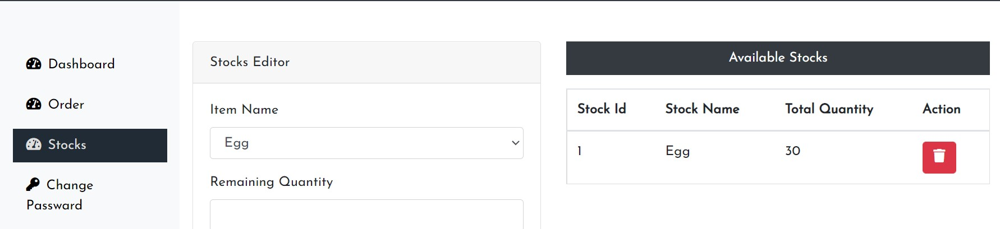 Dashboard
Order
Stocks
Change
Passward
Stocks Editor
Item Name
Egg
Remaining Quantity
Available Stocks
Stock Id Stock Name Total Quantity Action
1 Egg 30